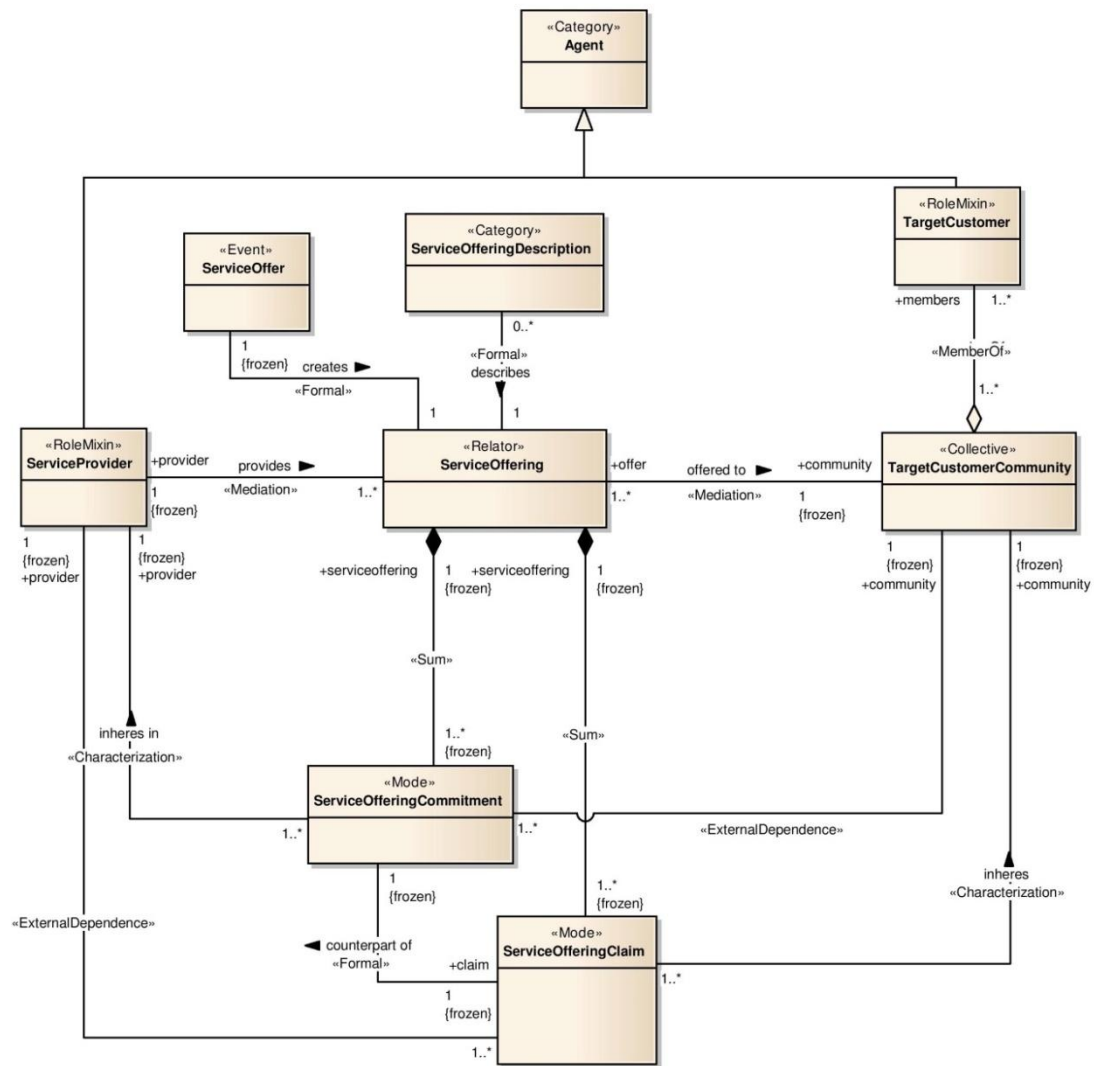 «Category»
Agent
«RoleMixin»
TargetCustomer
«Category»
ServiceOfferingDescription
«Event»
ServiceOffer
+members 1..*
0..*
1
{frozen}
creates ►
«Formal»
«Formal»
describes
«MemberOf»
1..*
1
1
«RoleMixin»
ServiceProvider
«Relator»
ServiceOffering
«Collective»
TargetCustomerCommunity
+provider
provides ►
«Mediation»
1..*
1
{frozen}
+offer
offered to ►
+community
1..*
«Mediation»
1
{frozen}
1
{frozen}
+provider
1
{frozen}
+provider
+serviceoffering
1
{frozen}
+serviceoffering
1
{frozen}
1
{frozen}
+community
1
{frozen}
+community
«Sum»
«Sum»
inheres in
«Characterization»
1..*
{frozen}
«Mode»
ServiceOfferingCommitment
1..*
1..*
«ExternalDependence»
1
{frozen}
1..*
{frozen}
inheres
«Characterization»
«ExternalDependence»
«Mode»
ServiceOfferingClaim
◄ counterpart of
«Formal»
+claim
1
{frozen}
1..*
1..*